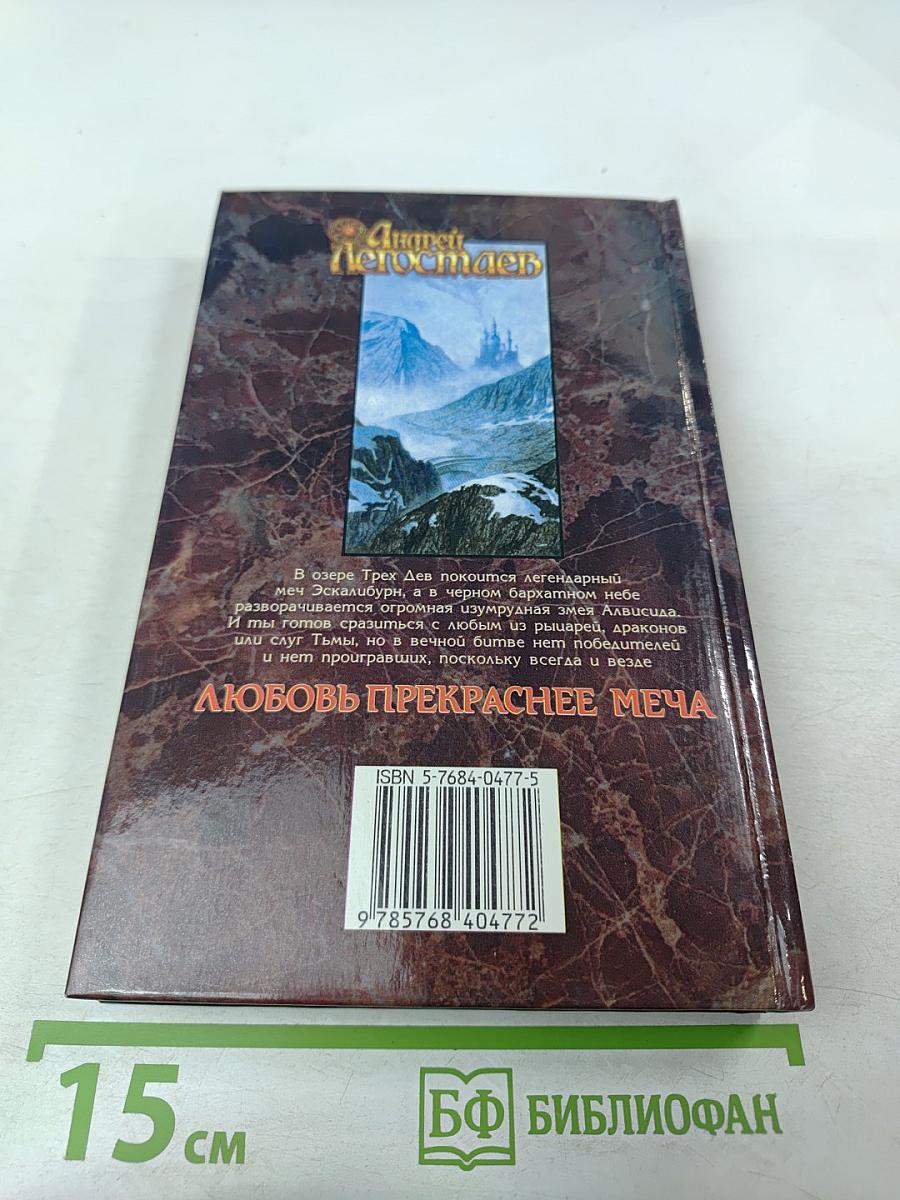 Андрей
Легостаев
В озере Трех Дев покоится легендарный
меч Эскалибурн, а в черном бархатном небе
разворачивается огромная изумрудная змея Алвисида.
И ты готов сразиться с любым из рыцарей, драконов
или слуг Тьмы, но в вечной битве нет победителей
и нет проигравших, поскольку всегда и везде
ЛЮБОВЬ ПРЕКРАСНЕЕ МЕЧА
ISBN 5-7684-0477-5
9 785768 404772
15 см
БФ БИБЛИОФАН